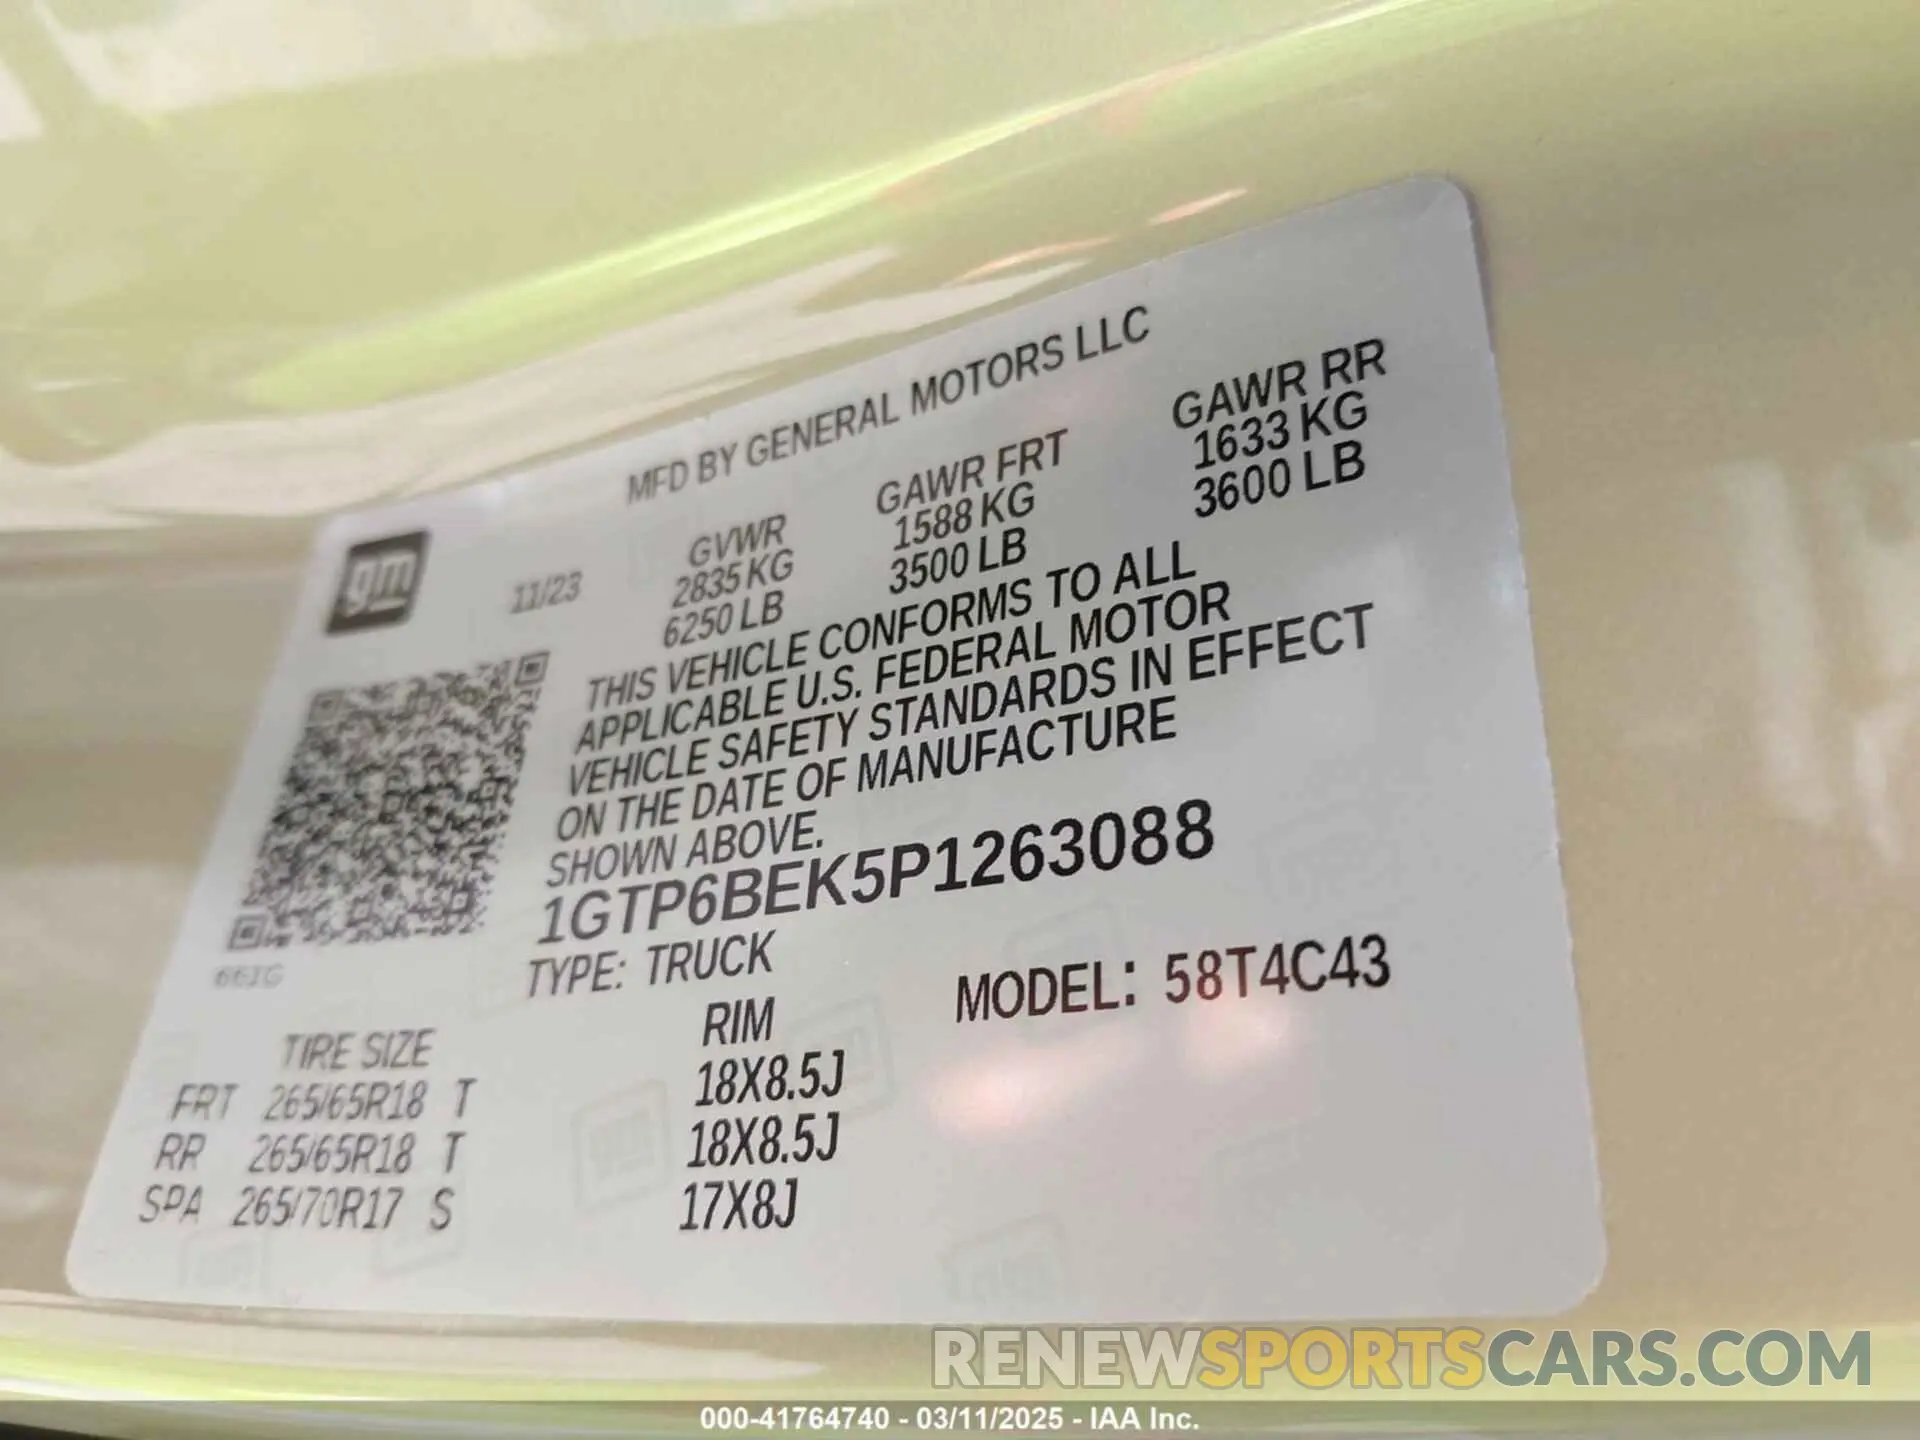 MFD BY GENERAL MOTORS LLC
gm
11/23
GVWR
2835 KG
6250 LB
GAWR FRT
1588 KG
3500 LB
GAWR RR
1633 KG
3600 LB
THIS VEHICLE CONFORMS TO ALL
APPLICABLE U.S. FEDERAL MOTOR
VEHICLE SAFETY STANDARDS IN EFFECT
ON THE DATE OF MANUFACTURE
SHOWN ABOVE.
1GTP6BEK5P1263088
661G
TYPE: TRUCK
MODEL: 58T4C43
TIRE SIZE RIM
FRT 265/65R18 T 18X8.5J
RR 265/65R18 T 18X8.5J
SPA 265/70R17 S 17X8J
RENEWSPORTSCARS.COM
000-41764740 - 03/11/2025 - IAA Inc.